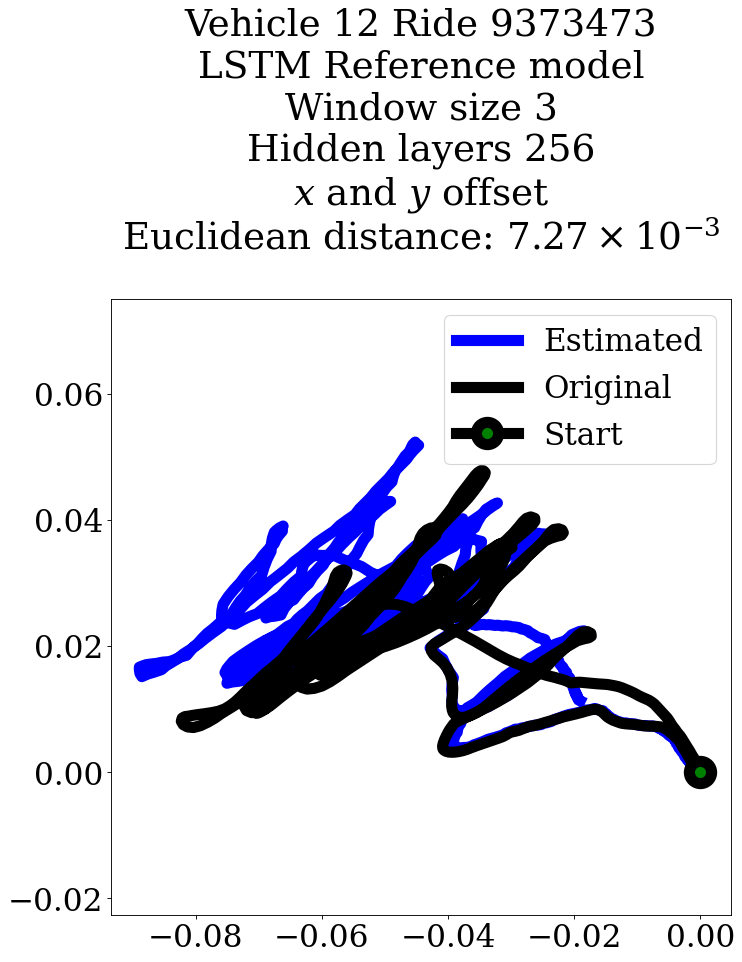 Vehicle 12 Ride 9373473
LSTM Reference model
Window size 3
Hidden layers 256
x and y offset
Euclidean distance: 7.27 × 10⁻³
Estimated
Original
Start
0.06
0.04
0.02
0.00
−0.02
−0.08 −0.06 −0.04 −0.02 0.00